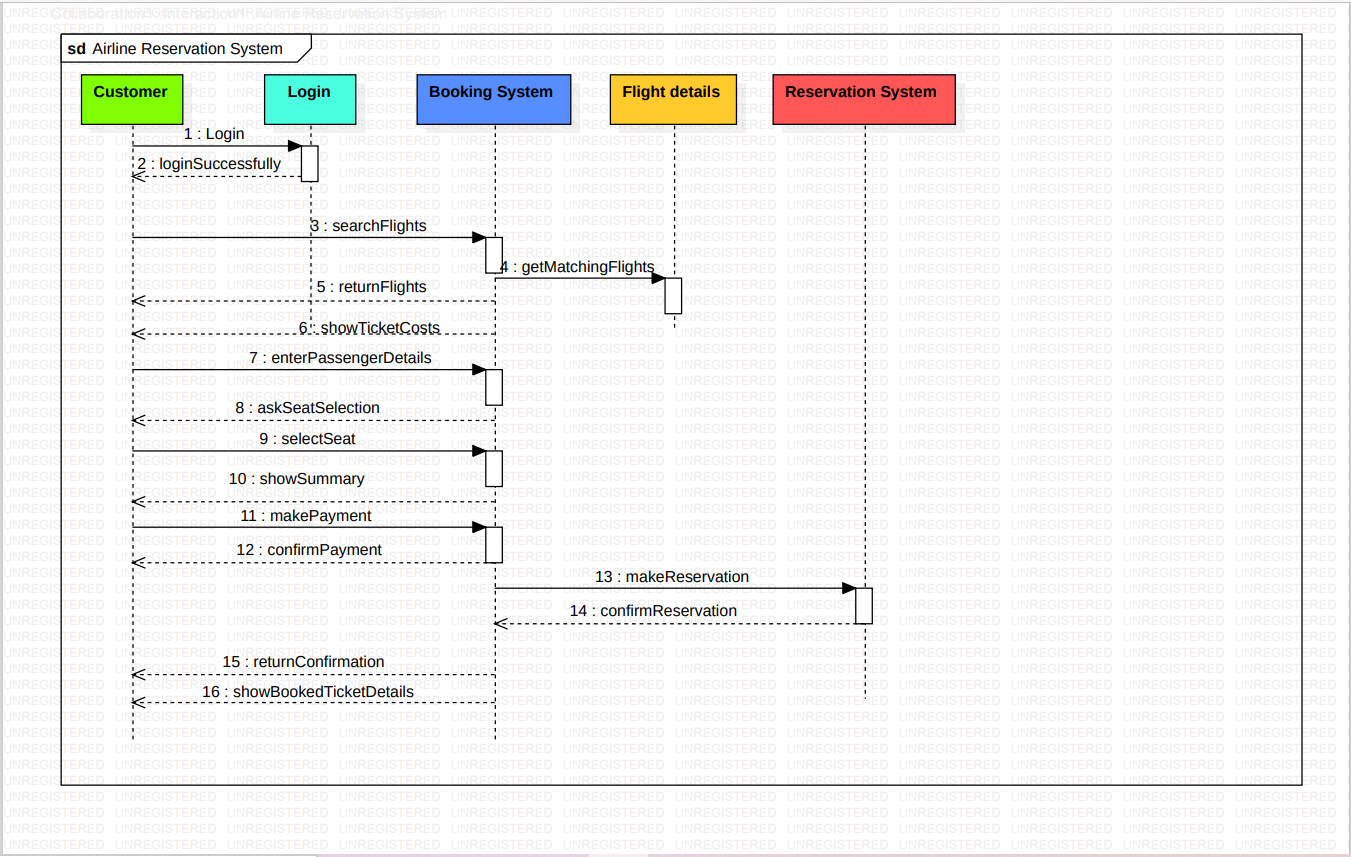 sd Airline Reservation System
Customer
Login
Booking System
Flight details
Reservation System
1 : Login
2 : loginSuccessfully
3 : searchFlights
4 : getMatchingFlights
5 : returnFlights
6 : showTicketCosts
7 : enterPassengerDetails
8 : askSeatSelection
9 : selectSeat
10 : showSummary
11 : makePayment
12 : confirmPayment
13 : makeReservation
14 : confirmReservation
15 : returnConfirmation
16 : showBookedTicketDetails
UNREGISTERED